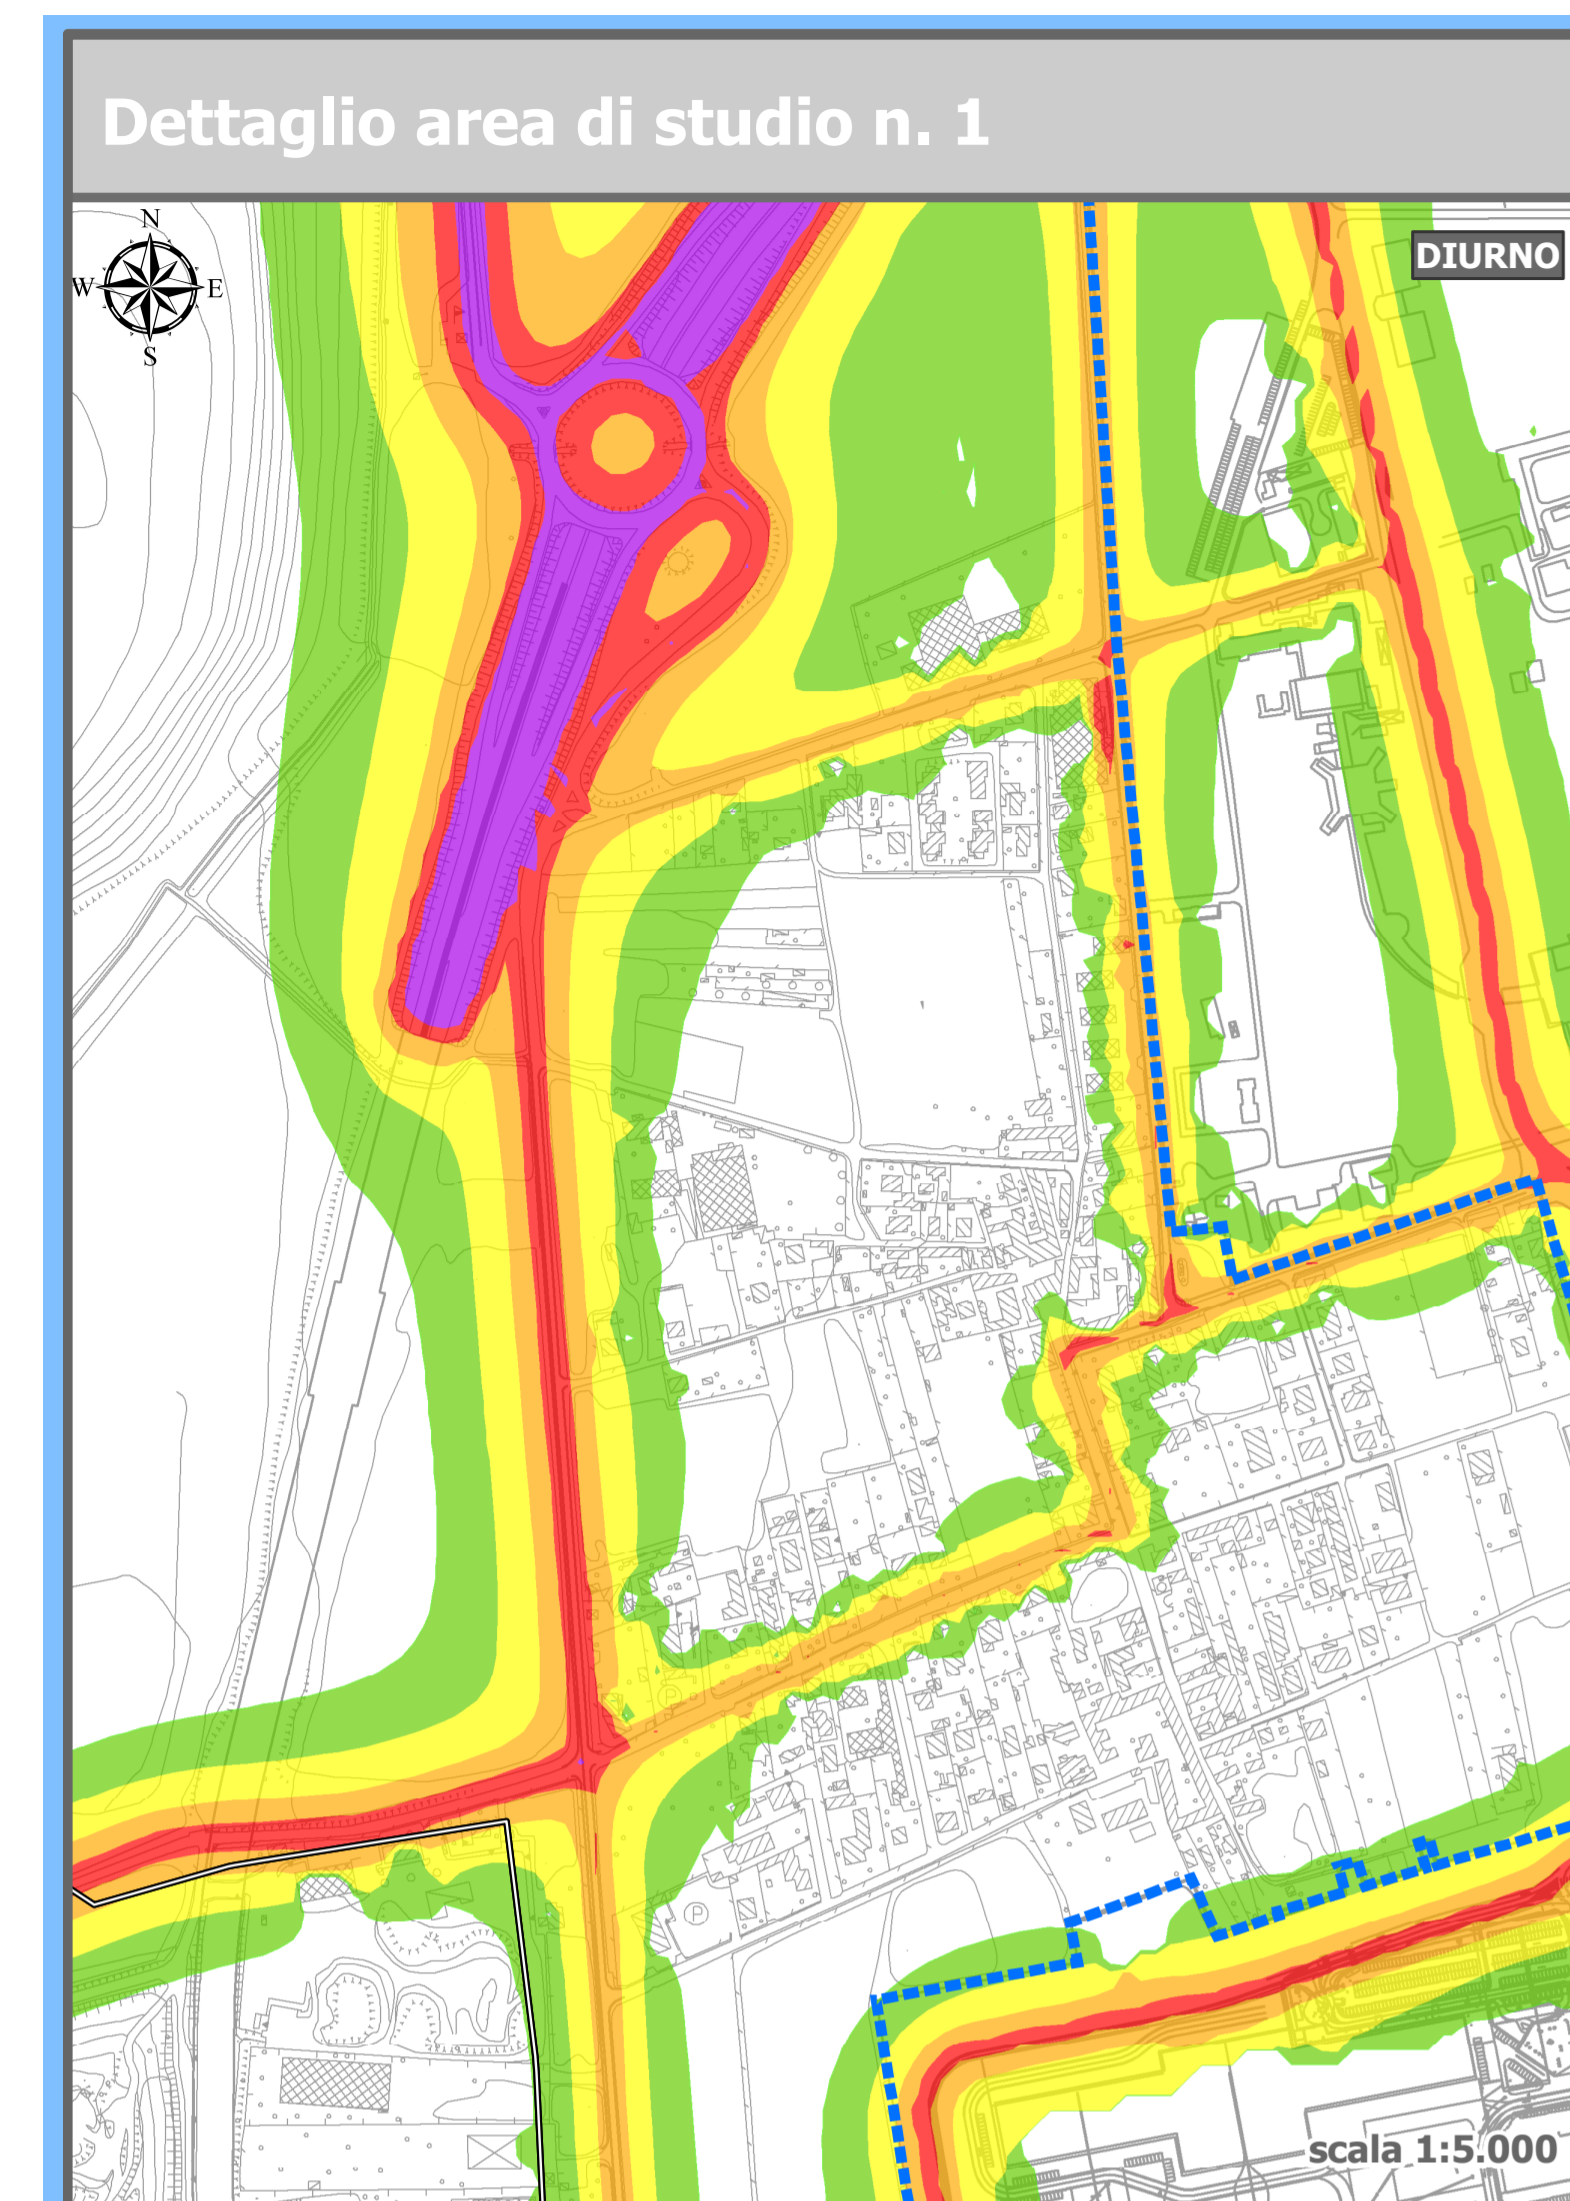 Dettaglio area di studio n. 1
N
DIURNO
W E
S
P
P
scala 1:5.000